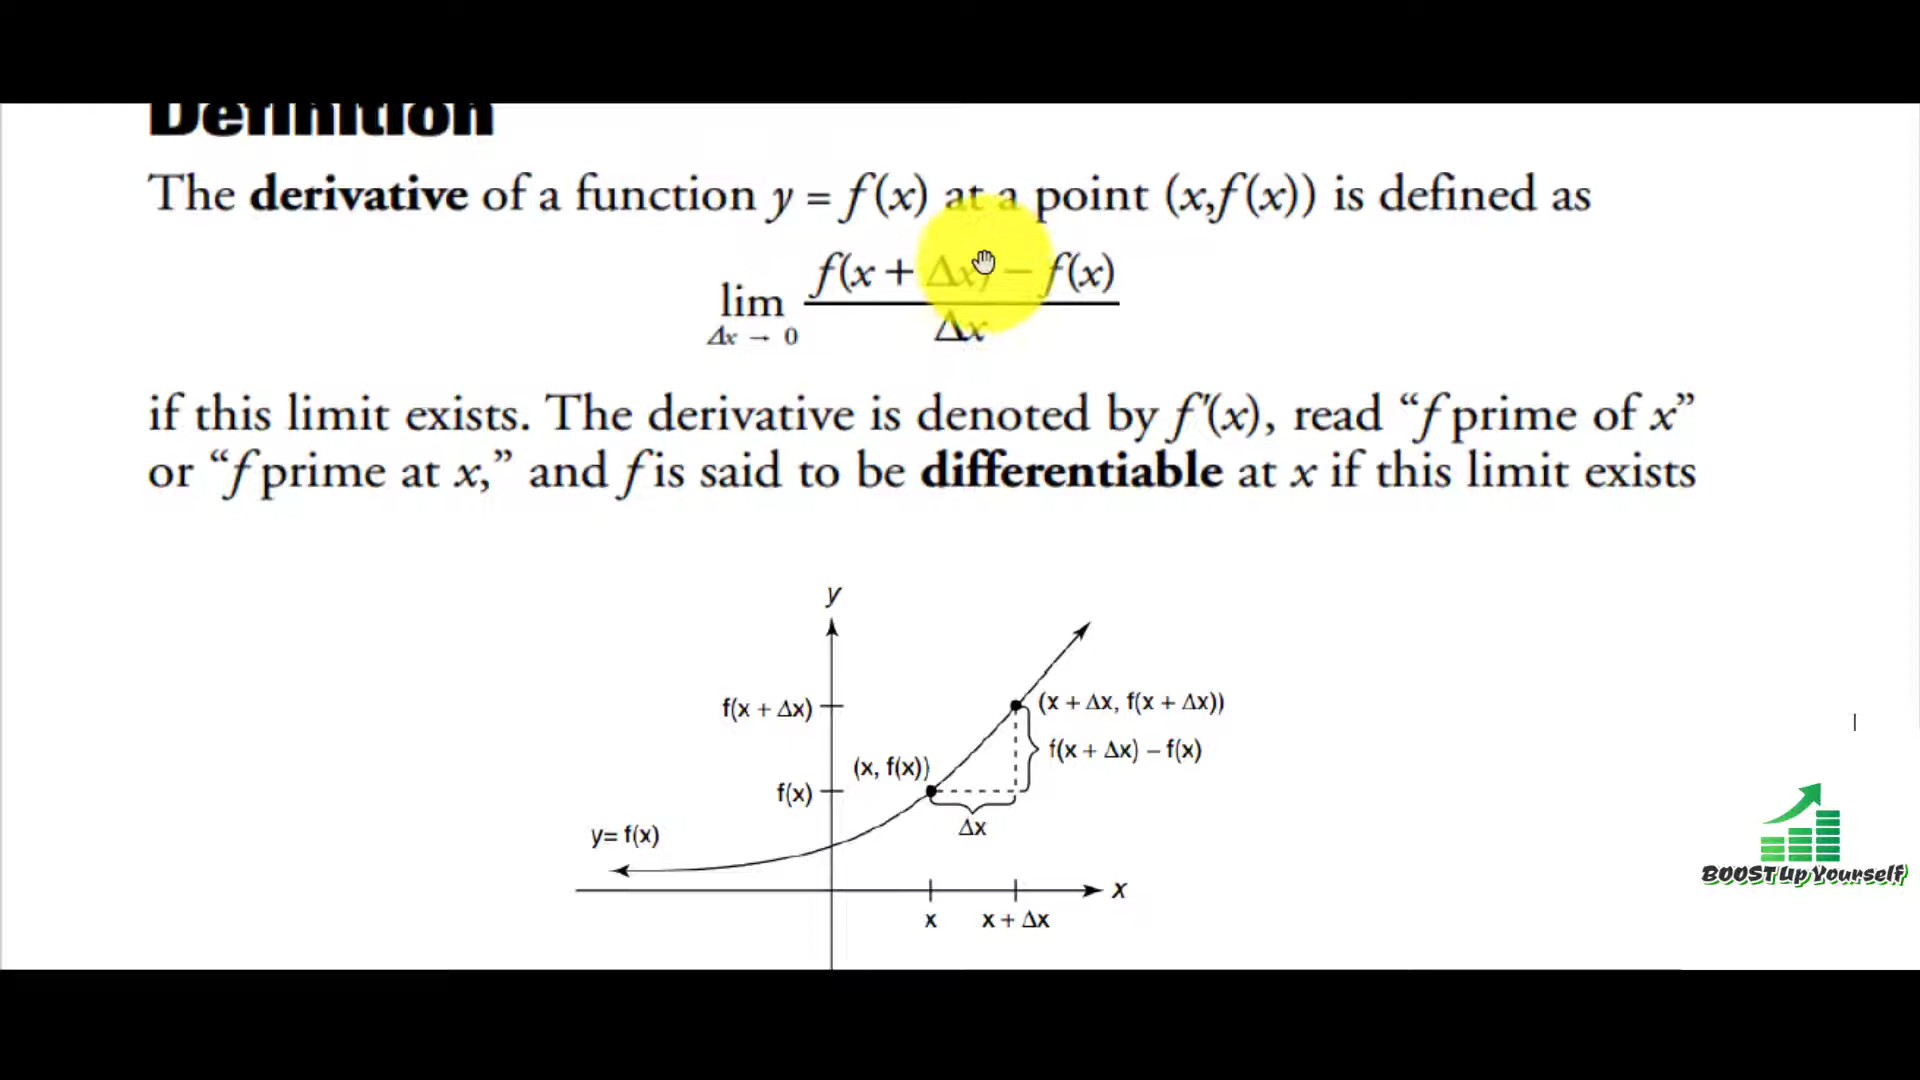 Definition
The derivative of a function y = f(x) at a point (x,f(x)) is defined as
lim f(x + Δx) − f(x)
Δx → 0 Δx
if this limit exists. The derivative is denoted by f′(x), read “f prime of x”
or “f prime at x,” and f is said to be differentiable at x if this limit exists
y
f(x + Δx)
(x + Δx, f(x + Δx))
f(x + Δx) – f(x)
(x, f(x))
f(x)
Δx
y= f(x)
x
x
x + Δx
BOOST Up Yourself